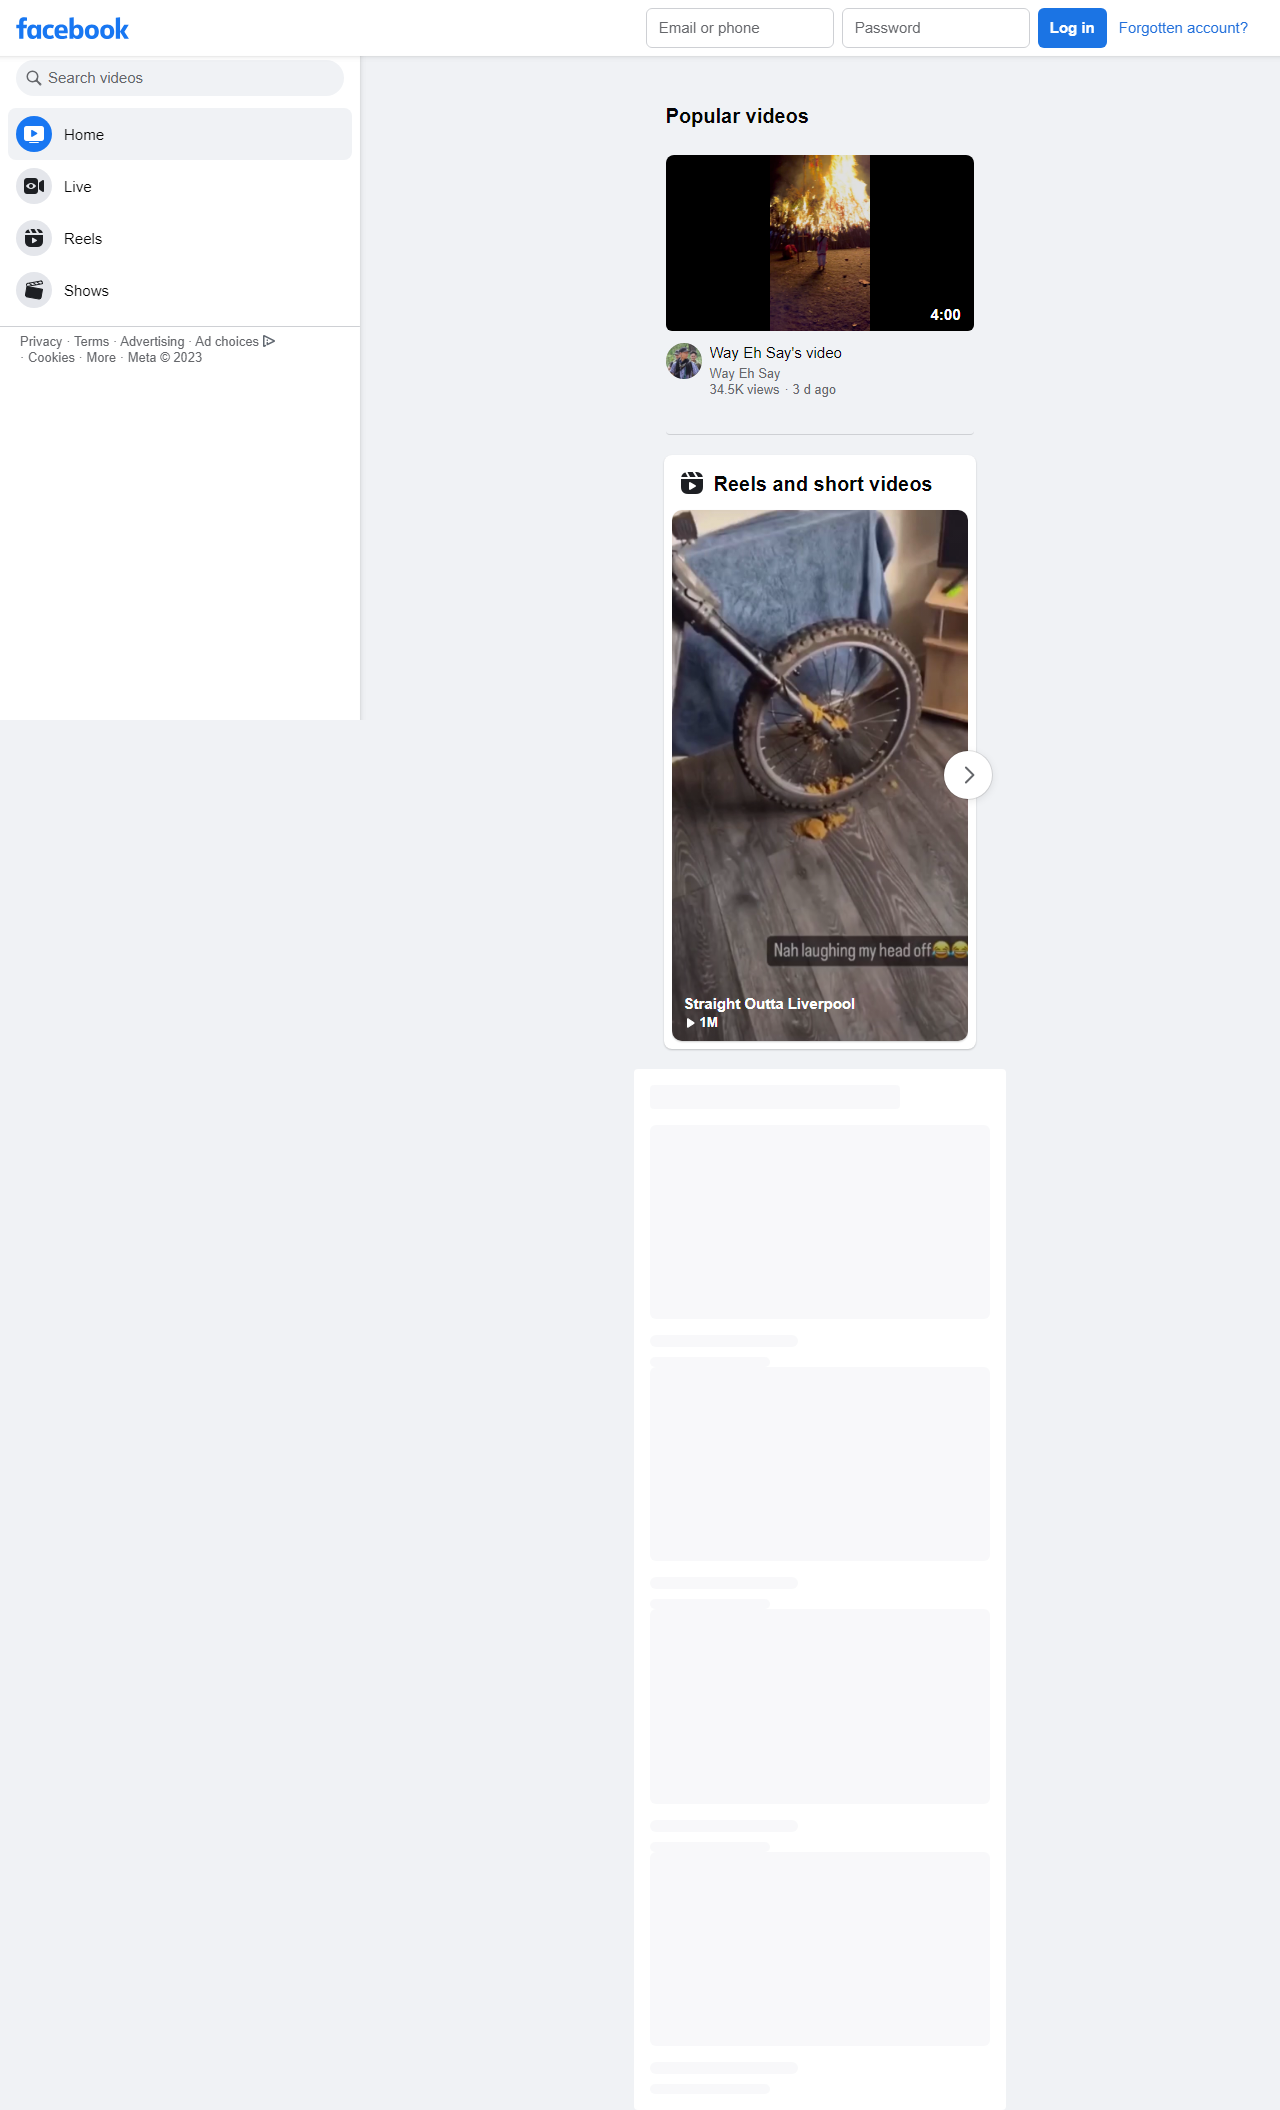 facebook
Email or phone
Password
Log in
Forgotten account?
Search videos
Home
Live
Reels
Shows
Privacy · Terms · Advertising · Ad choices
· Cookies · More · Meta © 2023
Popular videos
4:00
Way Eh Say's video
Way Eh Say
34.5K views · 3 d ago
Reels and short videos
Nah laughing my head off😂😂
Straight Outta Liverpool
1M